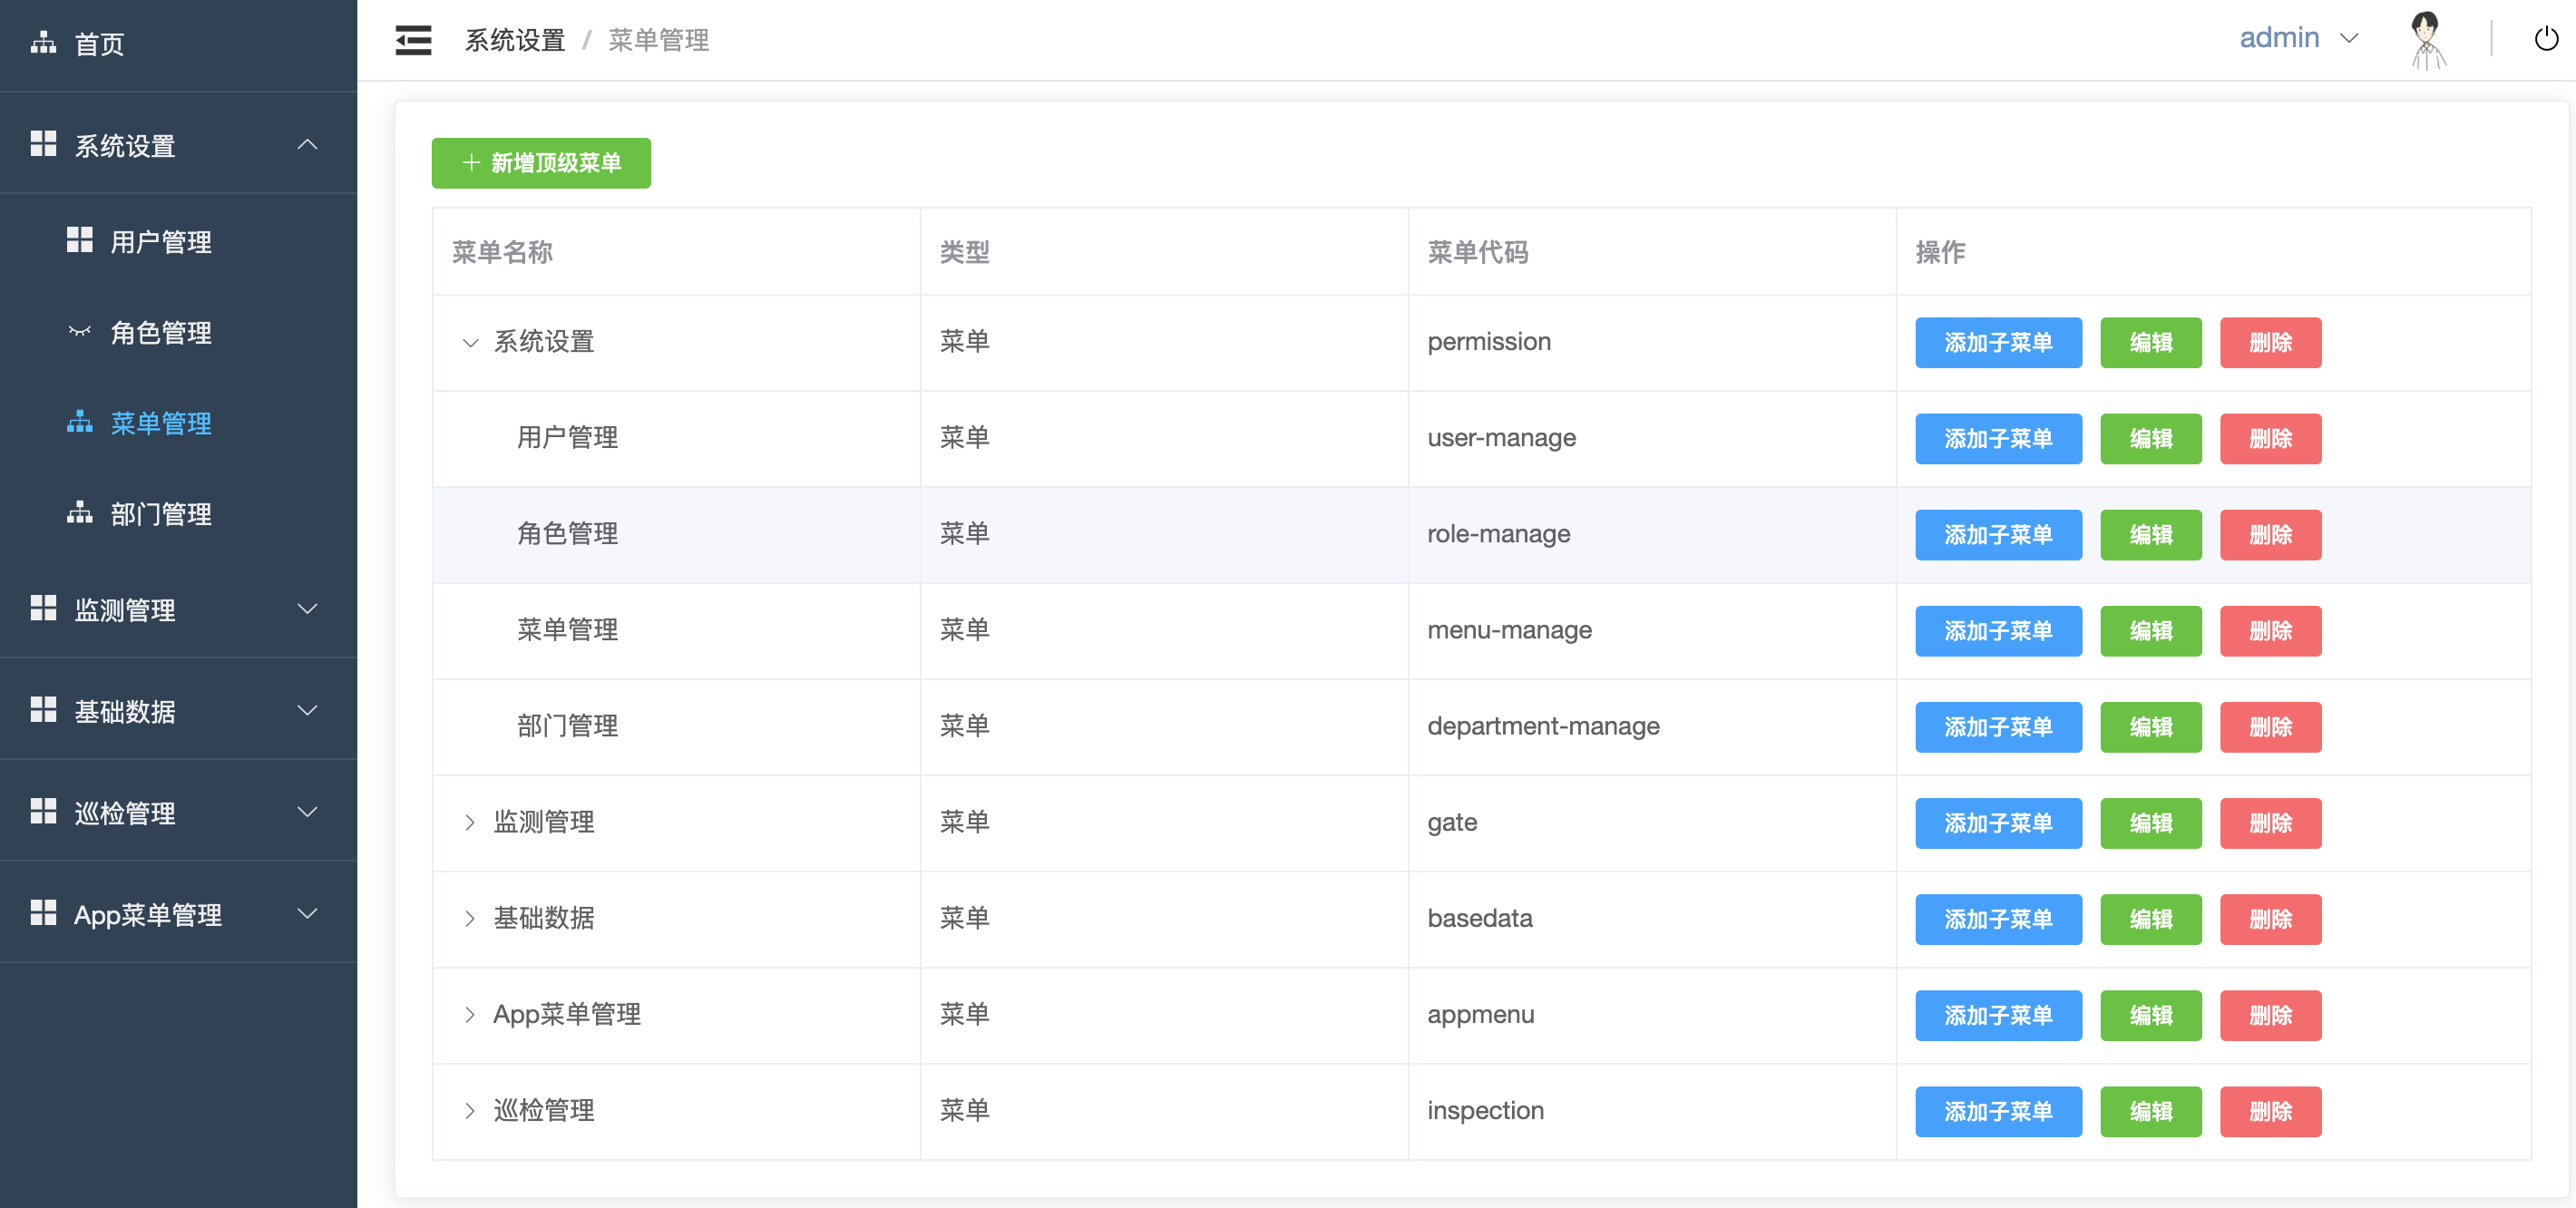 首页
系统设置
用户管理
角色管理
菜单管理
部门管理
监测管理
基础数据
巡检管理
App菜单管理
系统设置 / 菜单管理
admin
+ 新增顶级菜单
菜单名称 类型 菜单代码 操作
系统设置 菜单 permission 添加子菜单 编辑 删除
用户管理 菜单 user-manage 添加子菜单 编辑 删除
角色管理 菜单 role-manage 添加子菜单 编辑 删除
菜单管理 菜单 menu-manage 添加子菜单 编辑 删除
部门管理 菜单 department-manage 添加子菜单 编辑 删除
监测管理 菜单 gate 添加子菜单 编辑 删除
基础数据 菜单 basedata 添加子菜单 编辑 删除
App菜单管理 菜单 appmenu 添加子菜单 编辑 删除
巡检管理 菜单 inspection 添加子菜单 编辑 删除